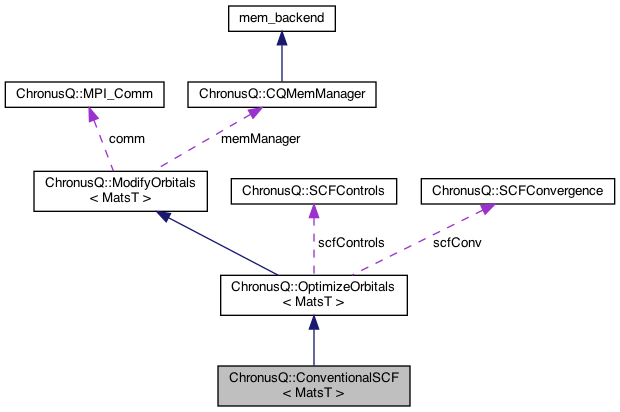 mem_backend
ChronusQ::MPI_Comm
ChronusQ::CQMemManager
comm
memManager
ChronusQ::ModifyOrbitals
< MatsT >
ChronusQ::SCFControls
ChronusQ::SCFConvergence
scfControls
scfConv
ChronusQ::OptimizeOrbitals
< MatsT >
ChronusQ::ConventionalSCF
< MatsT >